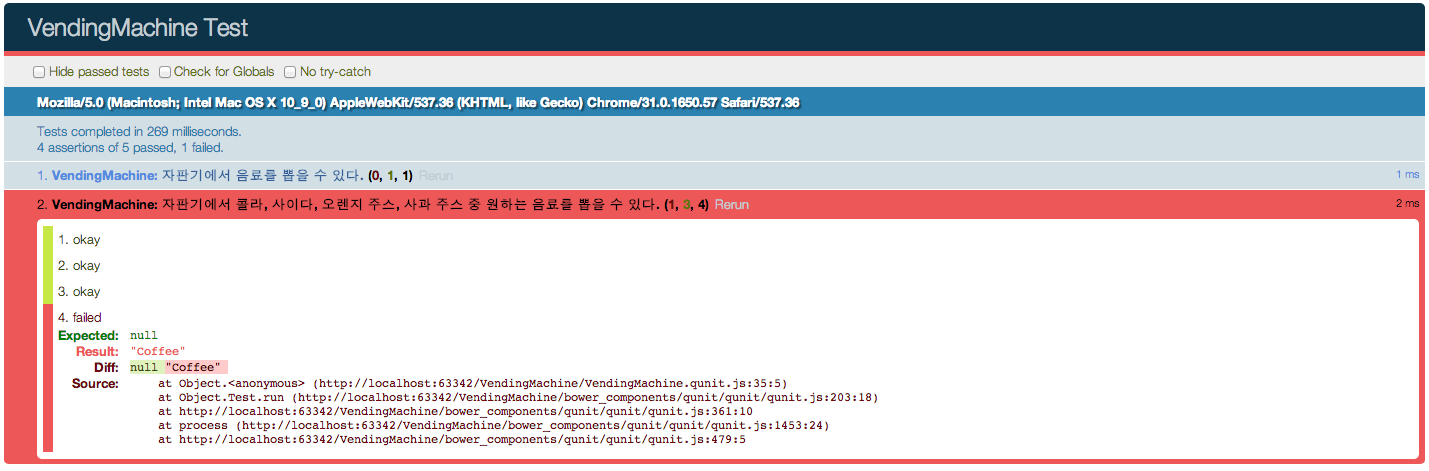 VendingMachine Test
Hide passed tests Check for Globals No try-catch
Mozilla/5.0 (Macintosh; Intel Mac OS X 10_9_0) AppleWebKit/537.36 (KHTML, like Gecko) Chrome/31.0.1650.57 Safari/537.36
Tests completed in 269 milliseconds.
4 assertions of 5 passed, 1 failed.
1. VendingMachine: 자판기에서 음료를 뽑을 수 있다. (0, 1, 1) Rerun 1 ms
2. VendingMachine: 자판기에서 콜라, 사이다, 오렌지 주스, 사과 주스 중 원하는 음료를 뽑을 수 있다. (1, 3, 4) Rerun 2 ms
1. okay
2. okay
3. okay
4. failed
Expected: null
Result: "Coffee"
Diff: null "Coffee"
Source: at Object.<anonymous> (http://localhost:63342/VendingMachine/VendingMachine.qunit.js:35:5)
at Object.Test.run (http://localhost:63342/VendingMachine/bower_components/qunit/qunit/qunit.js:203:18)
at http://localhost:63342/VendingMachine/bower_components/qunit/qunit/qunit.js:361:10
at process (http://localhost:63342/VendingMachine/bower_components/qunit/qunit/qunit.js:1453:24)
at http://localhost:63342/VendingMachine/bower_components/qunit/qunit/qunit.js:479:5